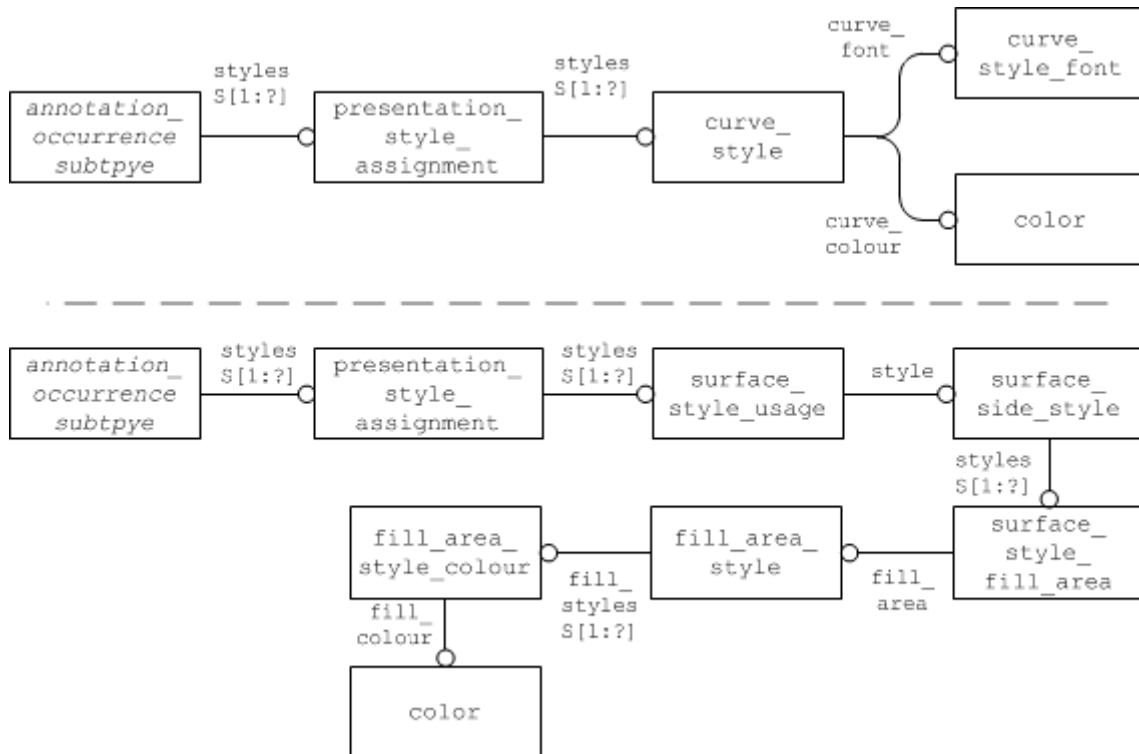 styles
S[1:?]
styles
S[1:?]
curve_
font
curve_
style_font
annotation_
occurrence
subtpye
presentation_
style_
assignment
curve_
style
curve_
colour
color
annotation_
occurrence
subtpye
styles
S[1:?]
presentation_
style_
assignment
styles
S[1:?]
surface_
style_usage
style
surface_
side_style
styles
S[1:?]
surface_
style_
fill_area
fill_
area
fill_area_
style
fill_
styles
S[1:?]
fill_area_
style_colour
fill_
colour
color